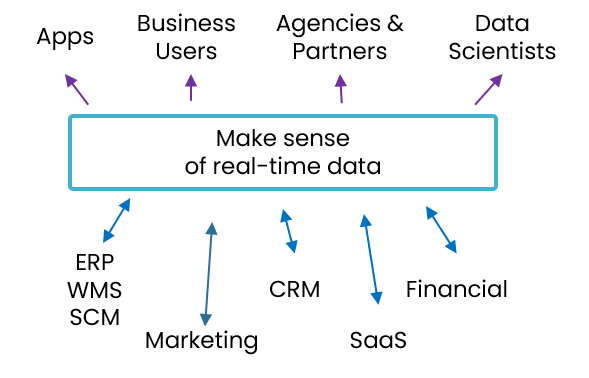 Apps
Business
Users
Agencies &
Partners
Data
Scientists
Make sense
of real-time data
ERP
WMS
SCM
Marketing
CRM
SaaS
Financial